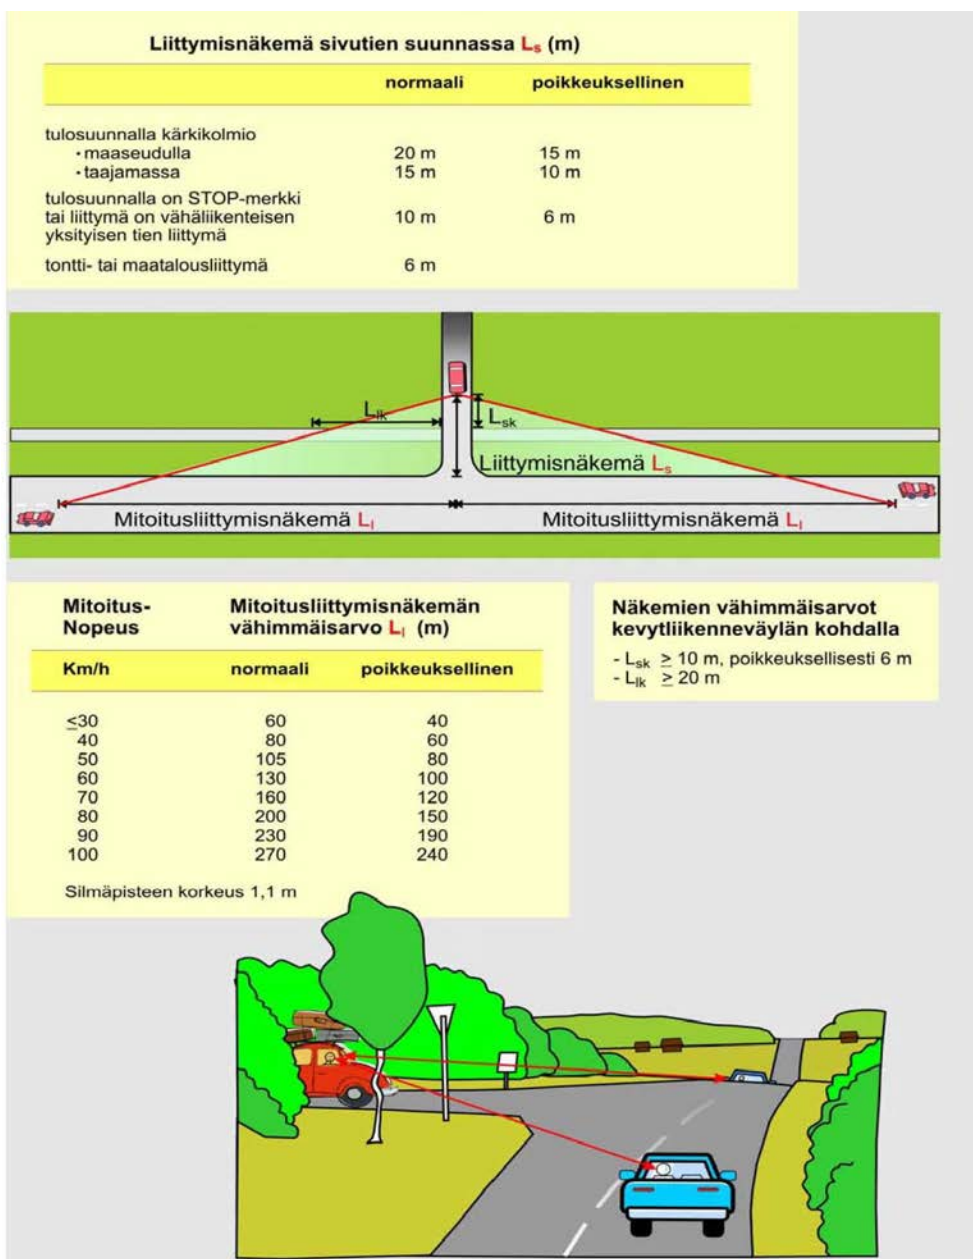 Liittymisnäkemä sivutien suunnassa Ls (m)
normaali poikkeuksellinen
tulosuunnalla kärkikolmio
• maaseudulla 20 m 15 m
• taajamassa 15 m 10 m
tulosuunnalla on STOP-merkki
tai liittymä on vähäliikenteisen 10 m 6 m
yksityisen tien liittymä
tontti- tai maatalousliittymä 6 m
Llk
Lsk
Liittymisnäkemä Ls
Mitoitusliittymisnäkemä Ll Mitoitusliittymisnäkemä Ll
Mitoitus- Mitoitusliittymisnäkemän
Nopeus vähimmäisarvo Ll (m)
Km/h normaali poikkeuksellinen
≤30 60 40
40 80 60
50 105 80
60 130 100
70 160 120
80 200 150
90 230 190
100 270 240
Silmäpisteen korkeus 1,1 m
Näkemien vähimmäisarvot
kevytliikenneväylän kohdalla
- Lsk ≥ 10 m, poikkeuksellisesti 6 m
- Llk ≥ 20 m